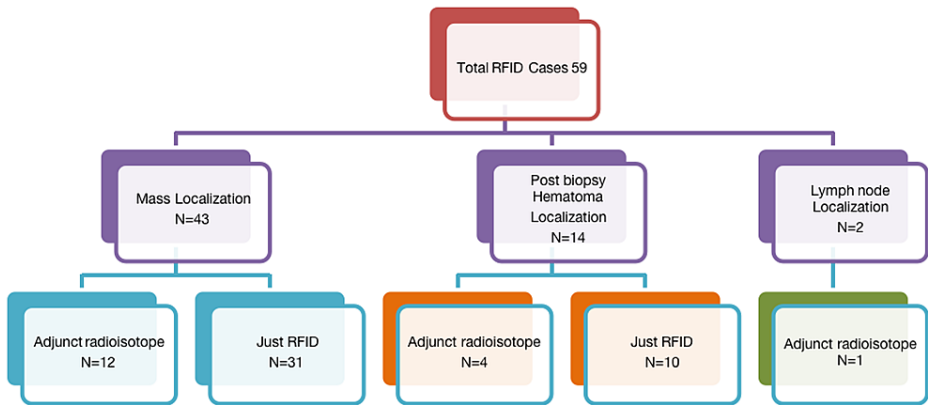 Total RFID Cases 59
Mass Localization
N=43
Post biopsy
Hematoma
Localization
N=14
Lymph node
Localization
N=2
Adjunct radioisotope
N=12
Just RFID
N=31
Adjunct radioisotope
N=4
Just RFID
N=10
Adjunct radioisotope
N=1